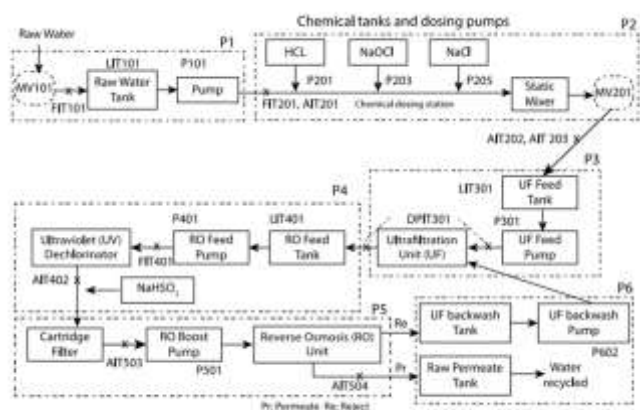 Chemical tanks and dosing pumps
P2
Raw Water
P1
HCL
NaOCl
NaCl
LIT101
P101
P201
P203
P205
MV101
Raw Water
Tank
Pump
Static
Mixer
MV201
FIT101
FIT201, AIT201
Chemical dosing station
AIT202, AIT 203
P3
P4
LIT301
UF Feed
Tank
P401
LIT401
DPIT301
P301
Ultraviolet (UV)
Dechlorinator
RO Feed
Pump
RO Feed
Tank
Ultrafiltration
Unit (UF)
UF Feed
Pump
FIT401
AIT402
NaHSO
P6
P5
Re
UF backwash
Tank
UF backwash
Pump
Cartridge
Filter
RO Boost
Pump
Reverse Osmosis (RO)
Unit
P602
AIT503
P501
Pr
Raw Permeate
Tank
Water
recycled
AIT504
Pr: Permeate Re: Reject